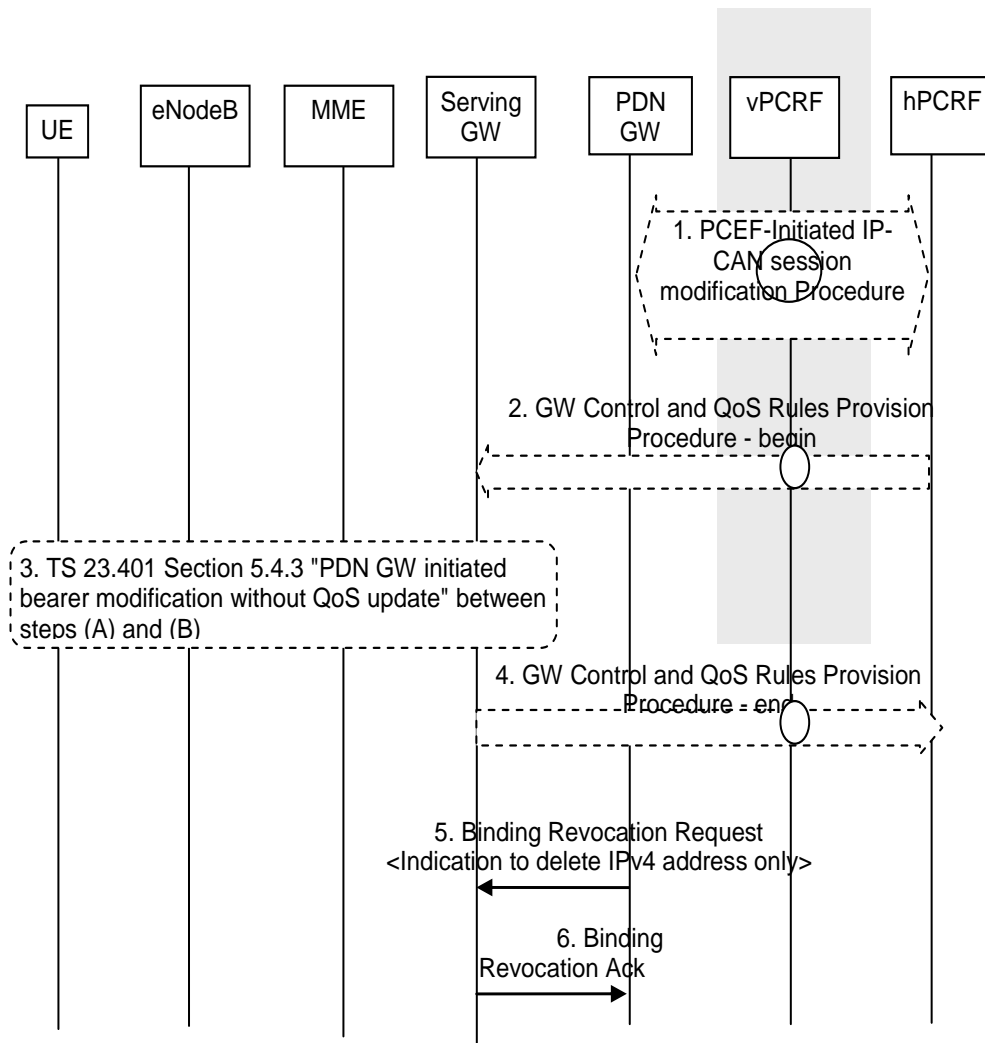 UE
eNodeB
MME
Serving
GW
PDN
GW
vPCRF
hPCRF
1. PCEF-Initiated IP-
CAN session
modification Procedure
2. GW Control and QoS Rules Provision
Procedure - begin
3. TS 23.401 Section 5.4.3 "PDN GW initiated
bearer modification without QoS update" between
steps (A) and (B)
4. GW Control and QoS Rules Provision
Procedure - end
5. Binding Revocation Request
<Indication to delete IPv4 address only>
6. Binding
Revocation Ack